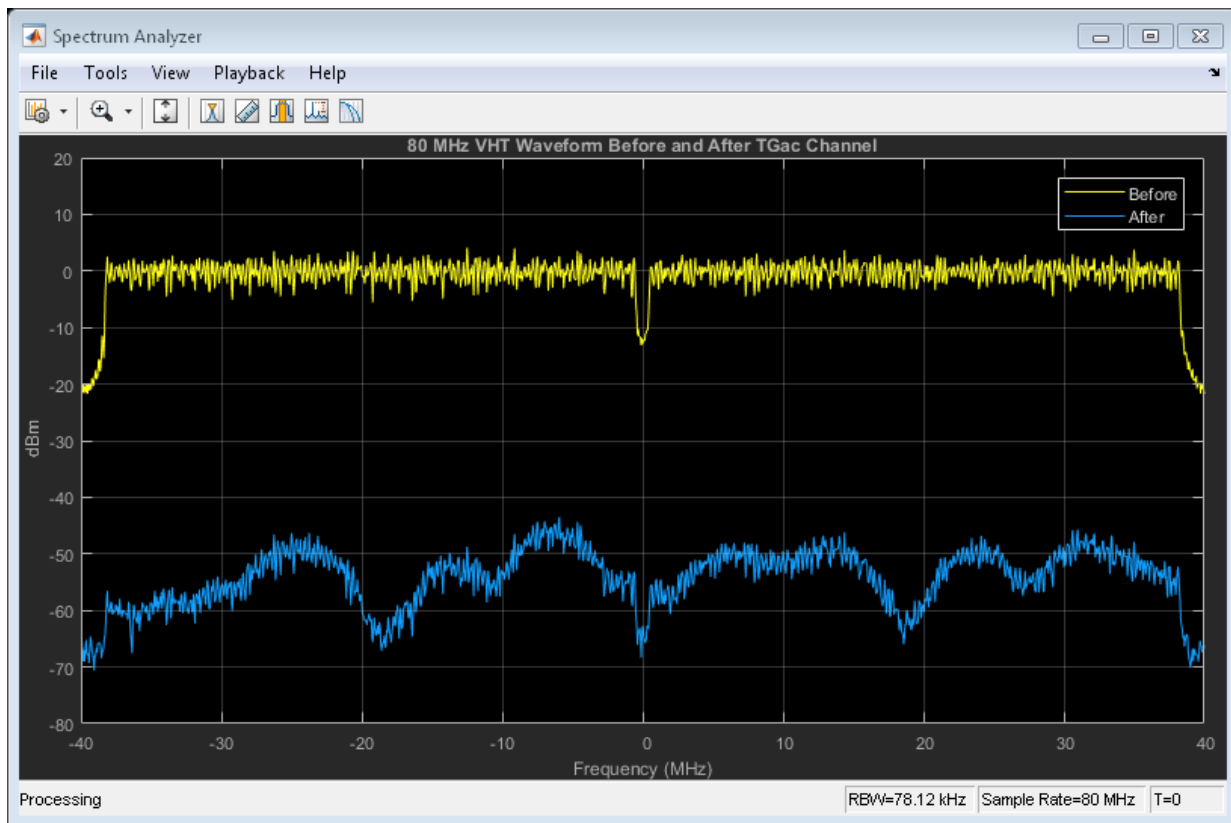 Spectrum Analyzer
File Tools View Playback Help
80 MHz VHT Waveform Before and After TGac Channel
Before
After
20
10
0
-10
-20
-30
-40
-50
-60
-70
-80
dBm
-40 -30 -20 -10 0 10 20 30 40
Frequency (MHz)
Processing RBW=78.12 kHz Sample Rate=80 MHz T=0